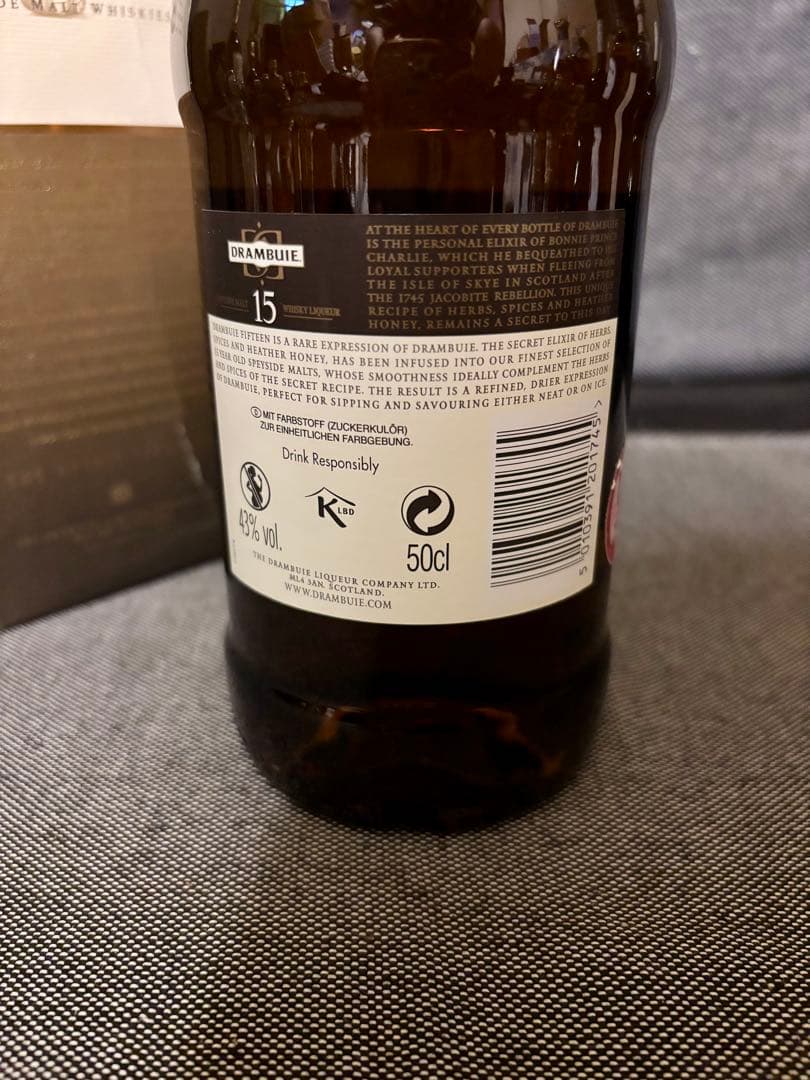 DE MALT WHISKIES
DRAMBUIE
15
WHISKY LIQUEUR
AT THE HEART OF EVERY BOTTLE OF DRAMBUIE
IS THE PERSONAL ELIXIR OF BONNIE PRINCE
CHARLIE, WHICH HE BEQUEATHED TO HIS
LOYAL SUPPORTERS WHEN FLEEING FROM
THE ISLE OF SKYE IN SCOTLAND AFTER
THE 1745 JACOBITE REBELLION. THIS UNIQUE
RECIPE OF HERBS, SPICES AND HEATHER
HONEY, REMAINS A SECRET TO THIS DAY
DRAMBUIE FIFTEEN IS A RARE EXPRESSION OF DRAMBUIE. THE SECRET ELIXIR OF HERBS,
SPICES AND HEATHER HONEY, HAS BEEN INFUSED INTO OUR FINEST SELECTION OF
15 YEAR OLD SPEYSIDE MALTS, WHOSE SMOOTHNESS IDEALLY COMPLEMENT THE HERBS
AND SPICES OF THE SECRET RECIPE. THE RESULT IS A REFINED, DRIER EXPRESSION
OF DRAMBUIE, PERFECT FOR SIPPING AND SAVOURING EITHER NEAT OR ON ICE.
Ⓓ MIT FARBSTOFF (ZUCKERKULÖR)
ZUR EINHEITLICHEN FARBGEBUNG.
Drink Responsibly
K LBD
43% vol.
50cl
THE DRAMBUIE LIQUEUR COMPANY LTD.
ML4 3AN. SCOTLAND.
WWW.DRAMBUIE.COM
5 010391 201745 >